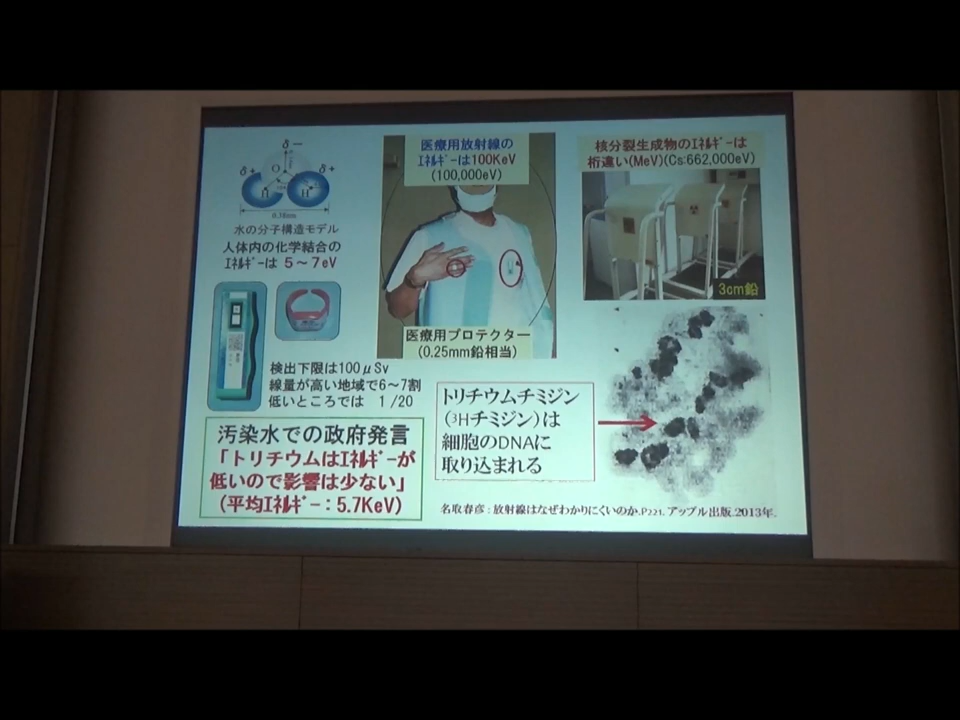 δ－
δ＋
O
δ＋
H
H
0.38nm
水の分子構造モデル
人体内の化学結合の
ｴﾈﾙｷﾞｰは ５～７eV
医療用放射線の
ｴﾈﾙｷﾞｰは100KeV
(100,000eV)
医療用プロテクター
(0.25mm鉛相当)
核分裂生成物のｴﾈﾙｷﾞｰは
桁違い(MeV)(Cs:662,000eV)
3cm鉛
検出下限は100μSv
線量が高い地域で6～7割
低いところでは 1/20
汚染水での政府発言
「トリチウムはｴﾈﾙｷﾞｰが
低いので影響は少ない」
(平均ｴﾈﾙｷﾞｰ：5.7KeV)
トリチウムチミジン
(³Hチミジン)は
細胞のDNAに
取り込まれる
名取春彦：放射線はなぜわかりにくいのか.P221. アップル出版.2013年.